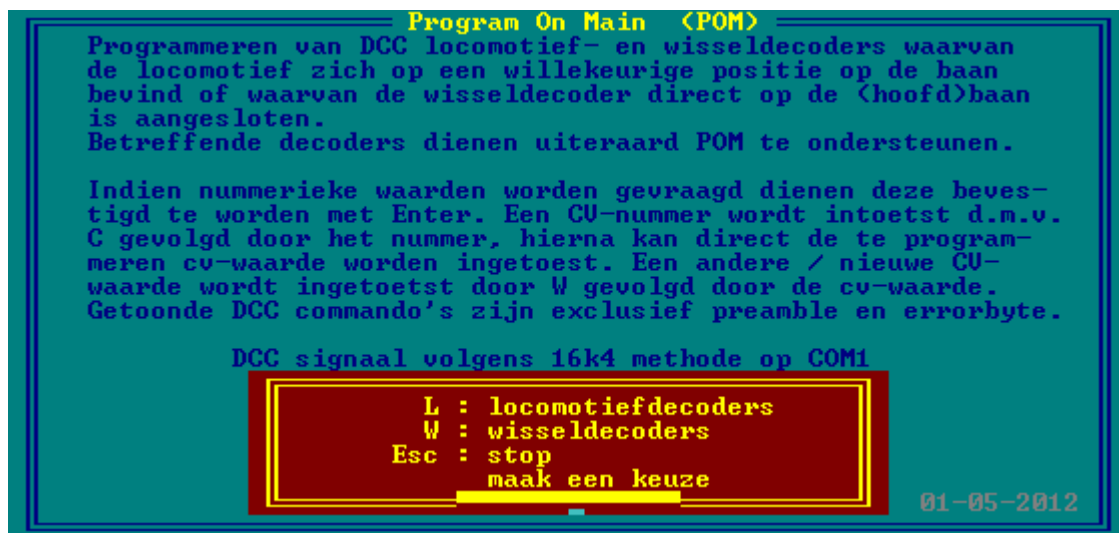 Program On Main (POM)
Programmeren van DCC locomotief- en wisseldecoders waarvan
de locomotief zich op een willekeurige positie op de baan
bevind of waarvan de wisseldecoder direct op de (hoofd)baan
is aangesloten.
Betreffende decoders dienen uiteraard POM te ondersteunen.
Indien nummerieke waarden worden gevraagd dienen deze beves-
tigd te worden met Enter. Een CV-nummer wordt intoetst d.m.v.
C gevolgd door het nummer, hierna kan direct de te program-
meren cv-waarde worden ingetoest. Een andere / nieuwe CV-
waarde wordt ingetoetst door W gevolgd door de cv-waarde.
Getoonde DCC commando's zijn exclusief preamble en errorbyte.
DCC signaal volgens 16k4 methode op COM1
L : locomotiefdecoders
W : wisseldecoders
Esc : stop
maak een keuze
01-05-2012